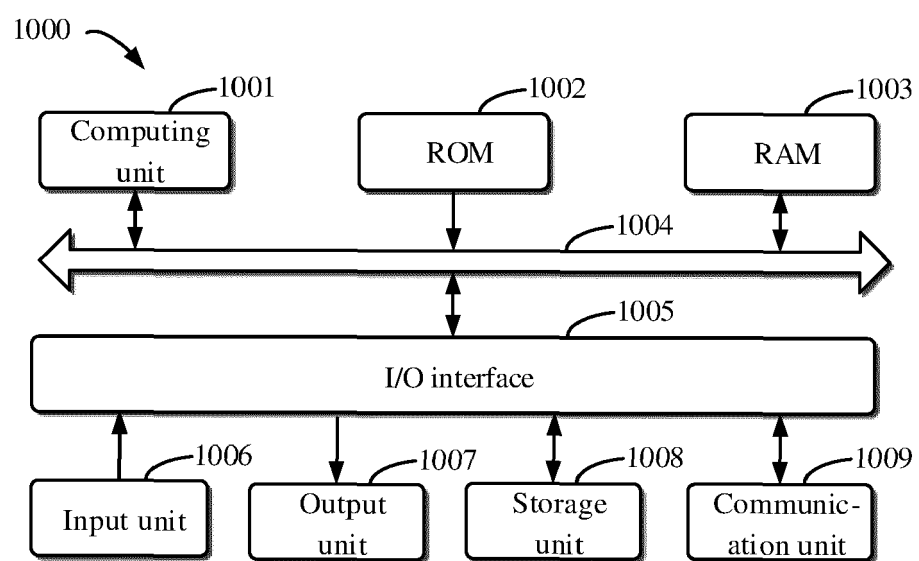 1000
1001
1002
1003
Computing
unit
ROM
RAM
1004
1005
I/O interface
1006
1007
1008
1009
Input unit
Output
unit
Storage
unit
Communic-
ation unit